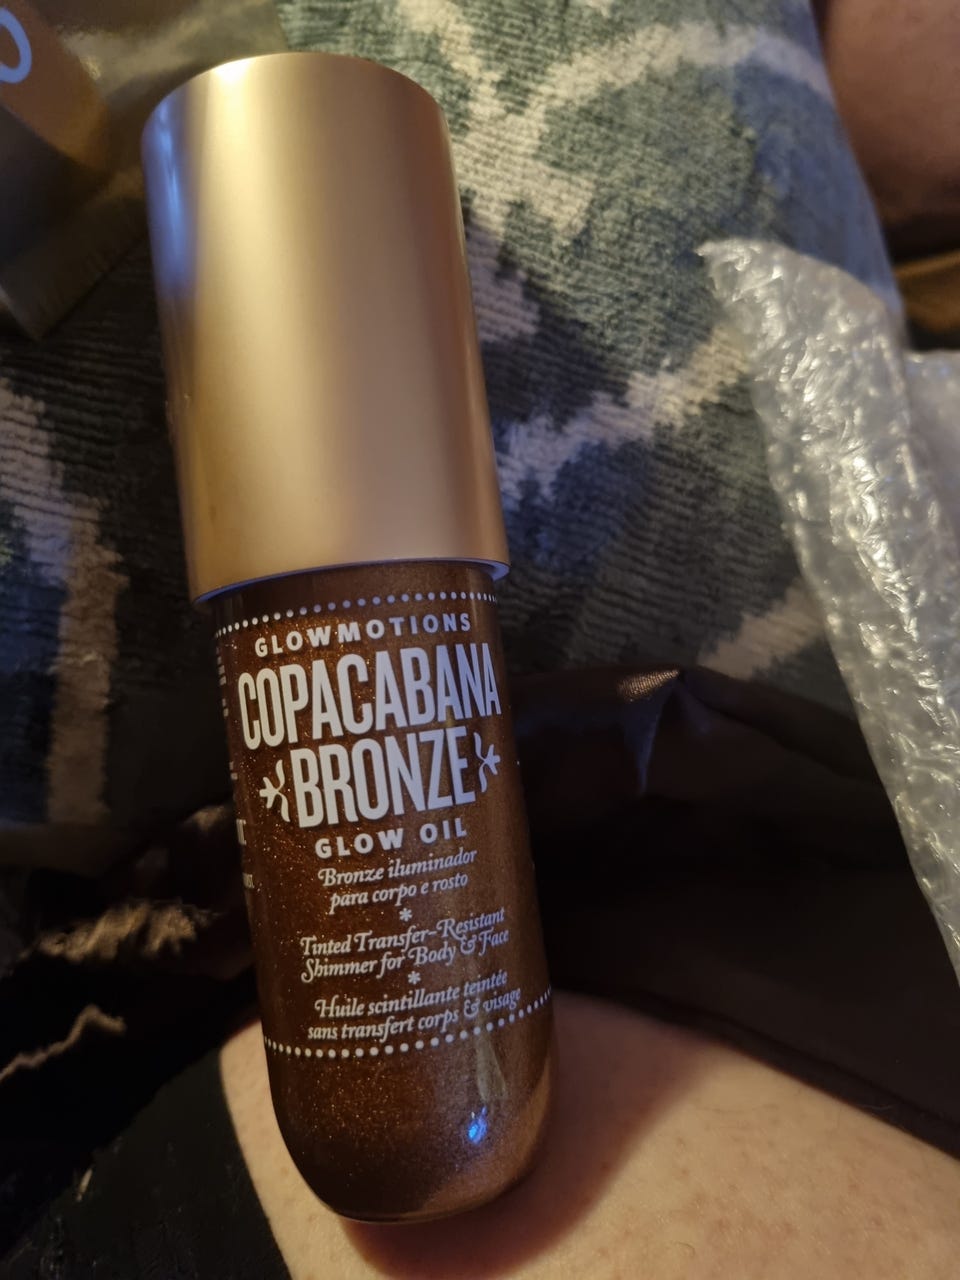 GLOWMOTIONS
COPACABANA
BRONZE
GLOW OIL
Bronze iluminador
para corpo e rosto
*
Tinted Transfer-Resistant
Shimmer for Body & Face
*
Huile scintillante teintée
sans transfert corps & visage